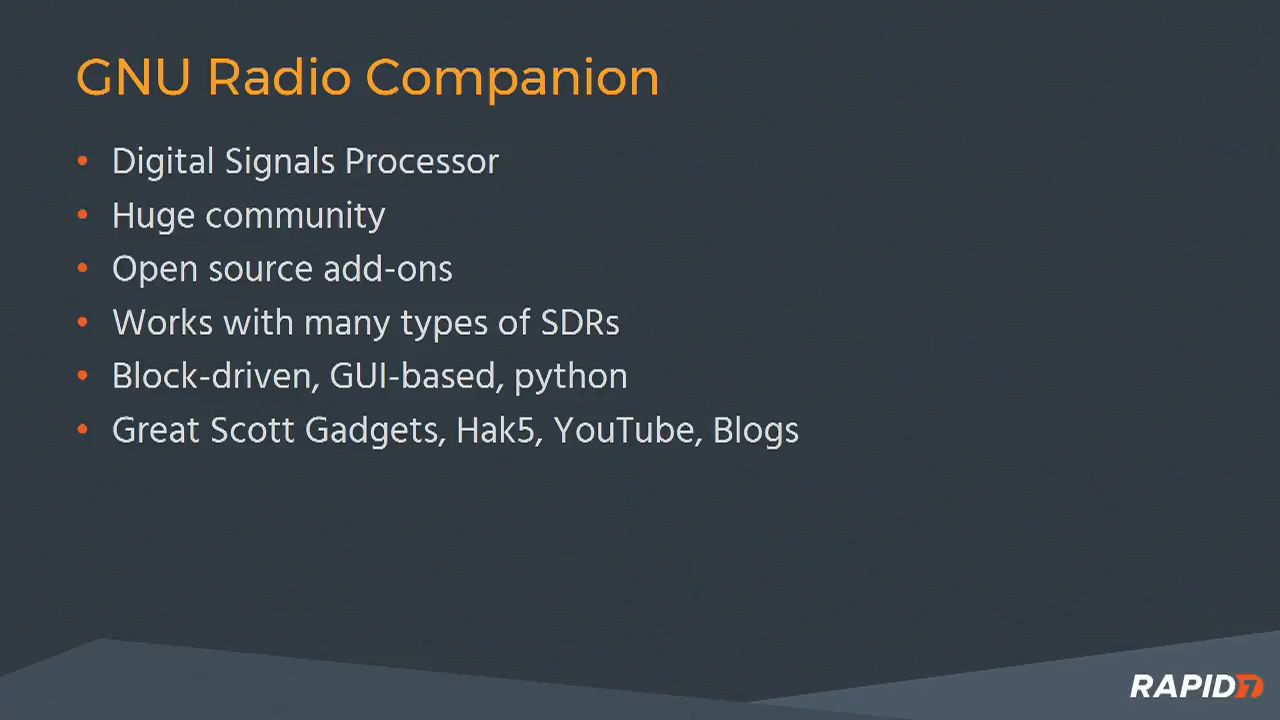 GNU Radio Companion
• Digital Signals Processor
• Huge community
• Open source add-ons
• Works with many types of SDRs
• Block-driven, GUI-based, python
• Great Scott Gadgets, Hak5, YouTube, Blogs
RAPID7